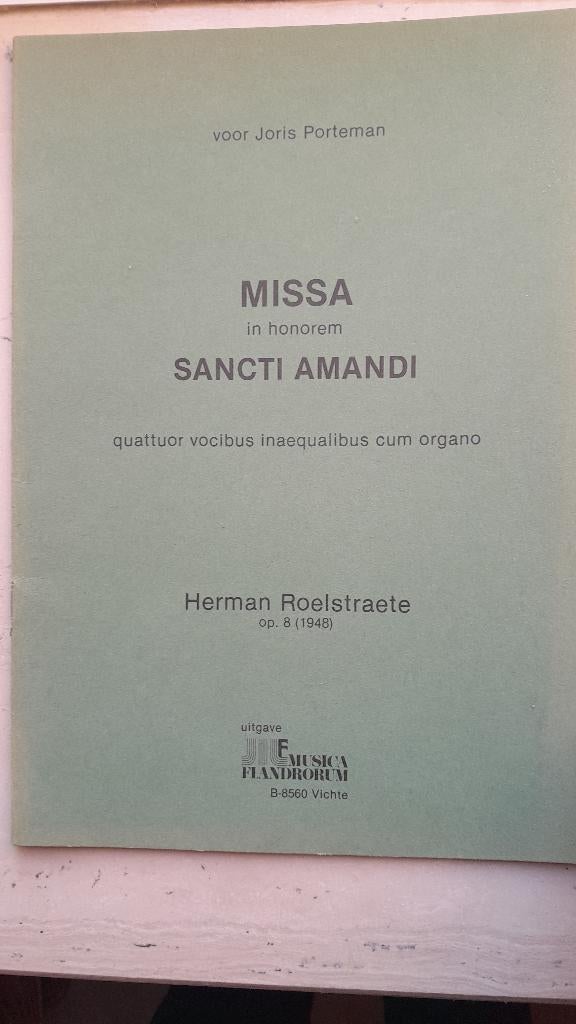 voor Joris Porteman
MISSA
in honorem
SANCTI AMANDI
quattuor vocibus inaequalibus cum organo
Herman Roelstraete
op. 8 (1948)
uitgave
MUSICA
FLANDRORUM
B-8560 Vichte